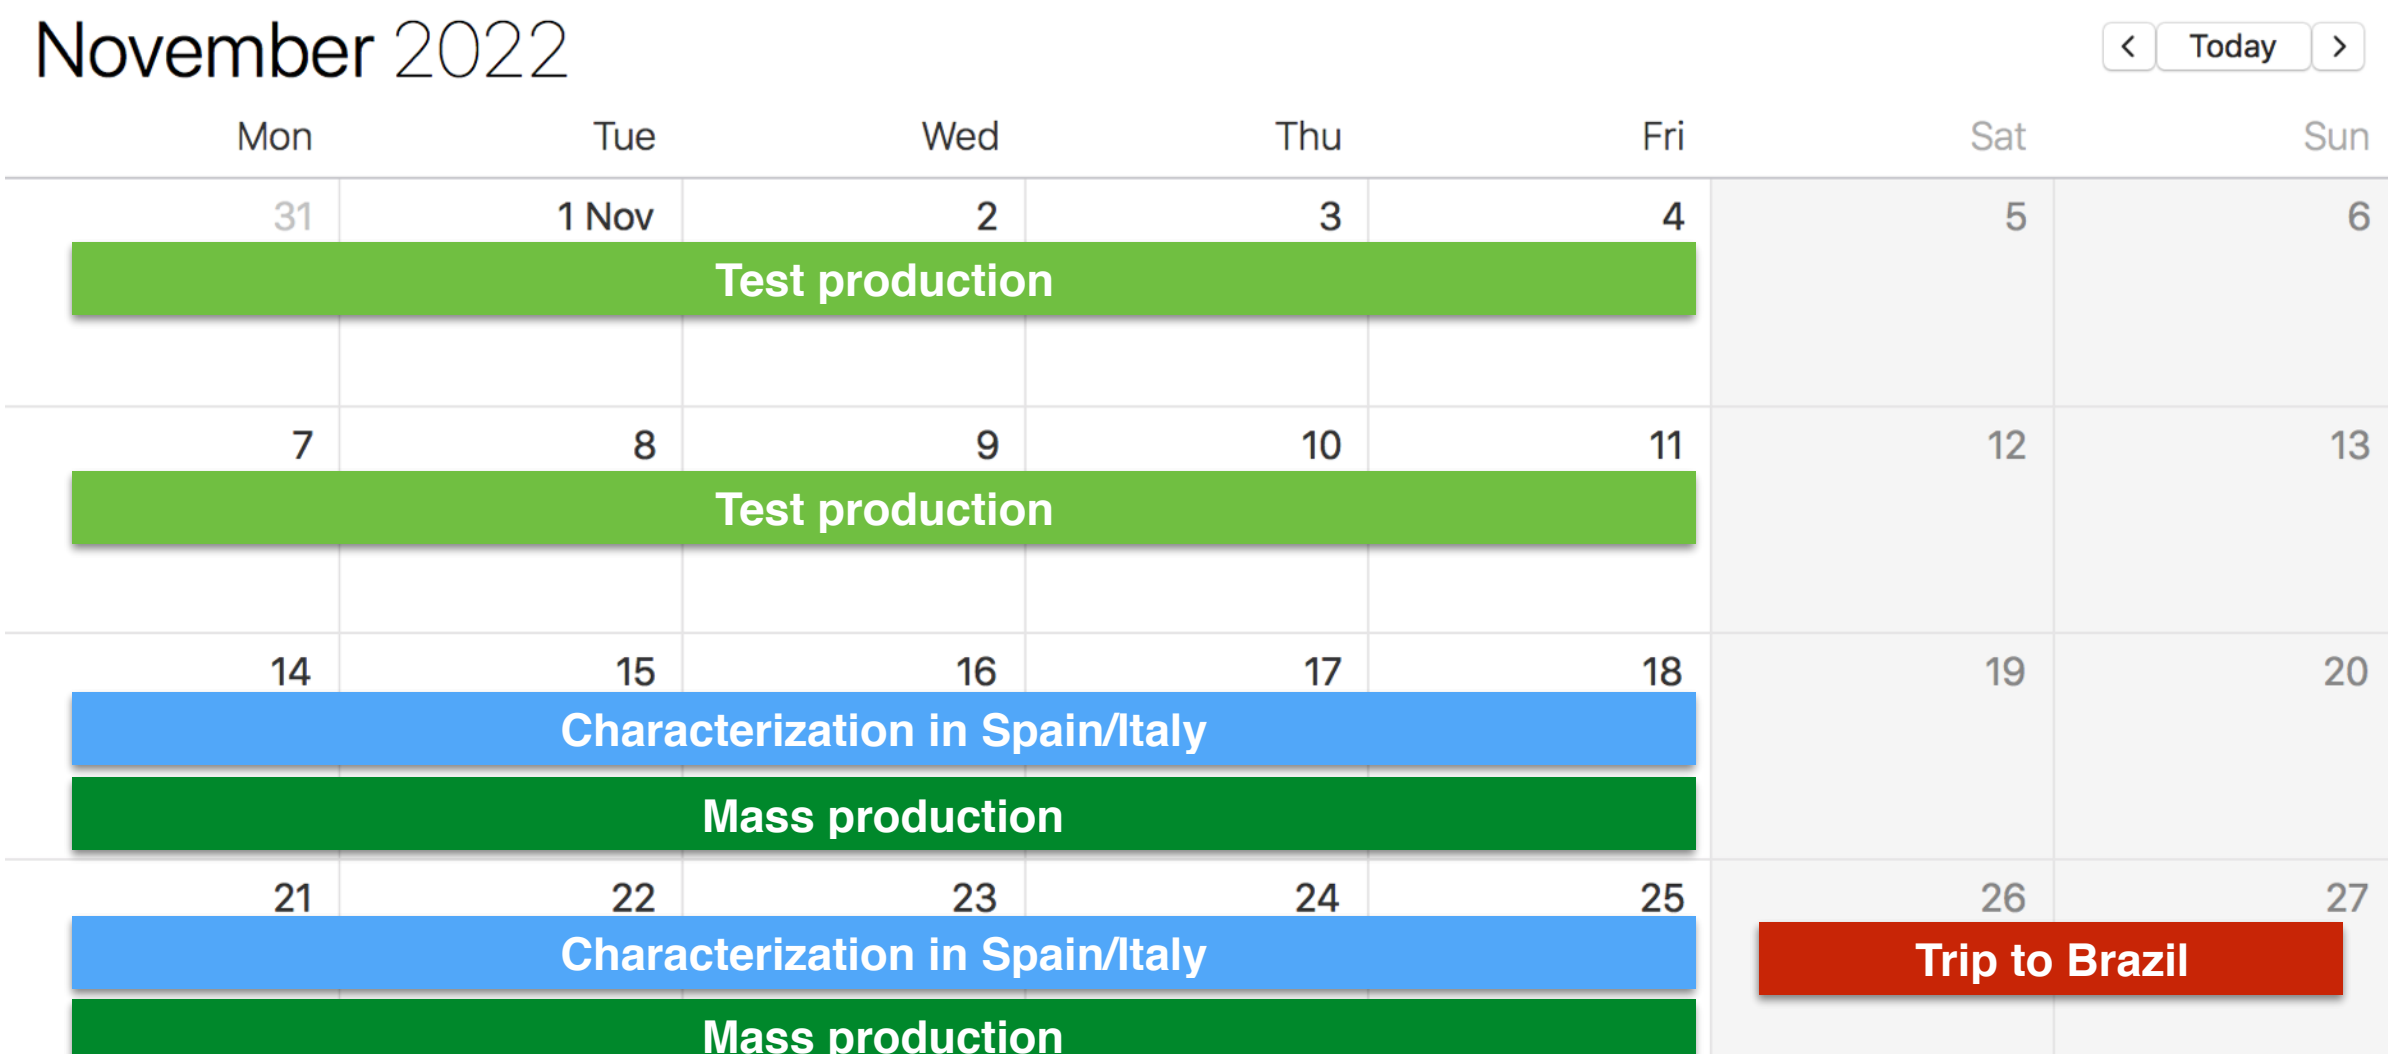 November 2022
Today
Mon Tue Wed Thu Fri Sat Sun
31 1 Nov 2 3 4 5 6
Test production
7 8 9 10 11 12 13
Test production
14 15 16 17 18 19 20
Characterization in Spain/Italy
Mass production
21 22 23 24 25 26 27
Characterization in Spain/Italy
Trip to Brazil
Mass production